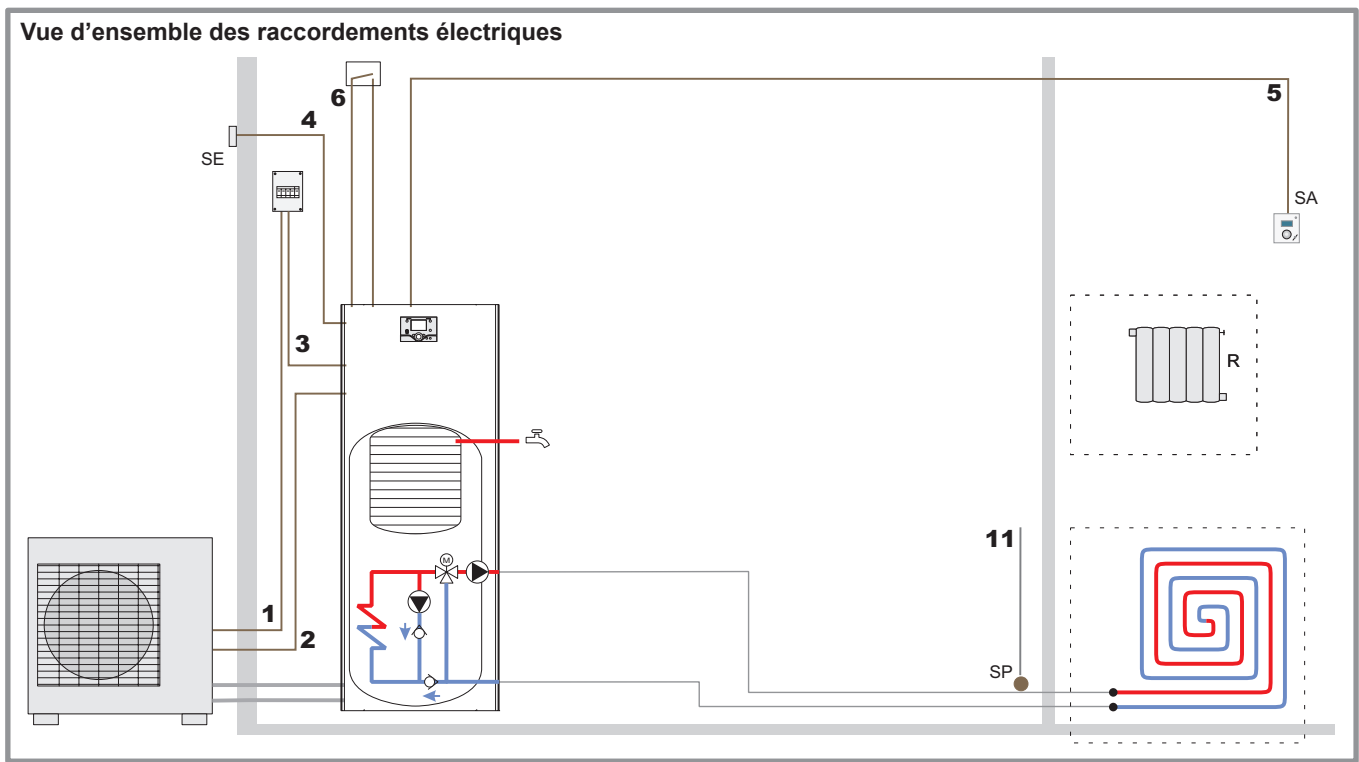 Vue d’ensemble des raccordements électriques
6
5
4
SE
SA
3
R
11
M
1
2
SP